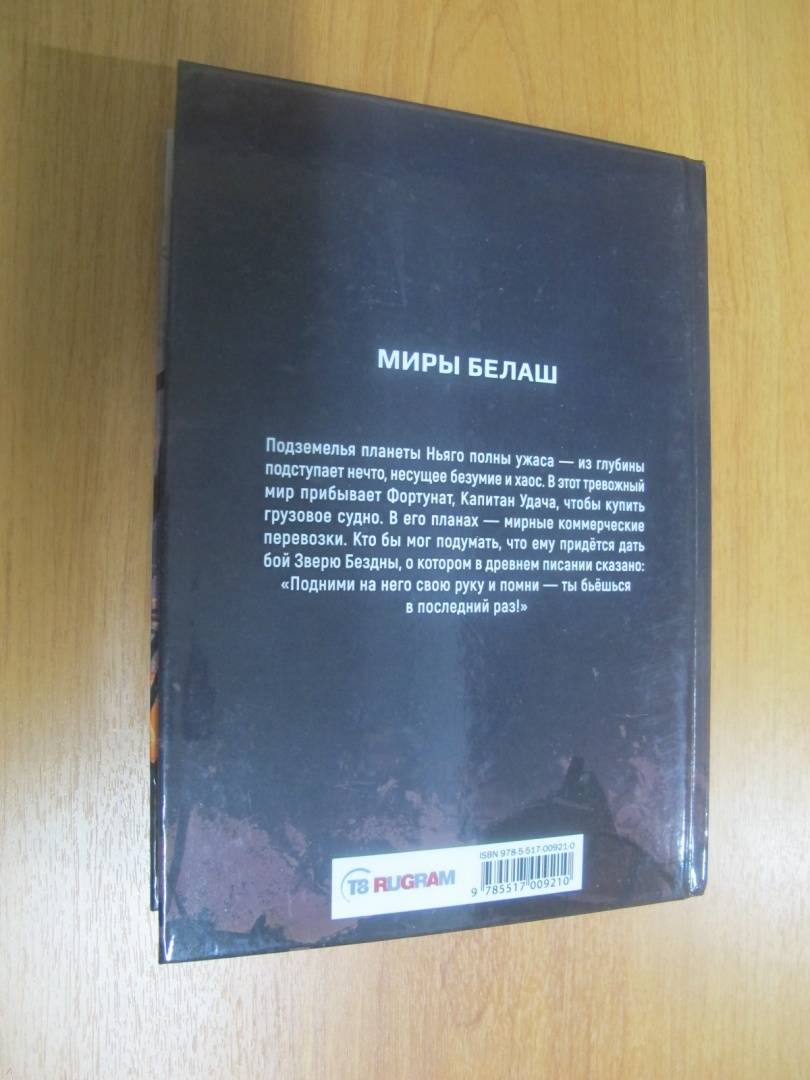 МИРЫ БЕЛАШ
Подземелья планеты Ньяго полны ужаса — из глубины
подступает нечто, несущее безумие и хаос. В этот тревожный
мир прибывает Фортунат, Капитан Удача, чтобы купить
грузовое судно. В его планах — мирные коммерческие
перевозки. Кто бы мог подумать, что ему придётся дать
бой Зверю Бездны, о котором в древнем писании сказано:
«Подними на него свою руку и помни — ты бьёшься
в последний раз!»
ISBN 978-5-517-00921-0
T8 RUGRAM
9 785517 009210